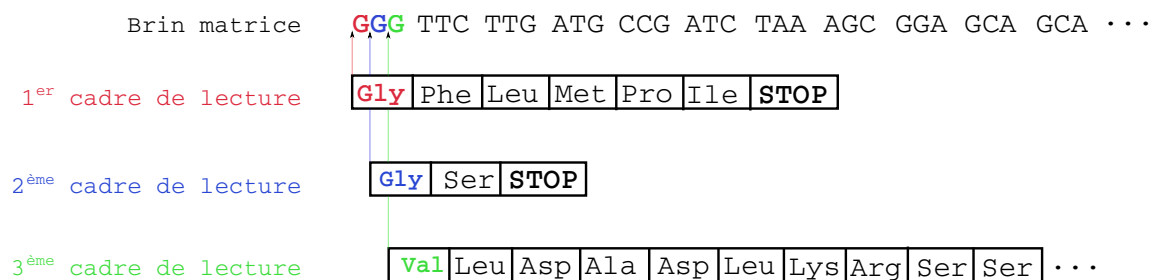 Brin matrice GGG TTC TTG ATG CCG ATC TAA AGC GGA GCA GCA ···
1er cadre de lecture Gly Phe Leu Met Pro Ile STOP
2ème cadre de lecture Gly Ser STOP
3ème cadre de lecture Val Leu Asp Ala Asp Leu Lys Arg Ser Ser ···